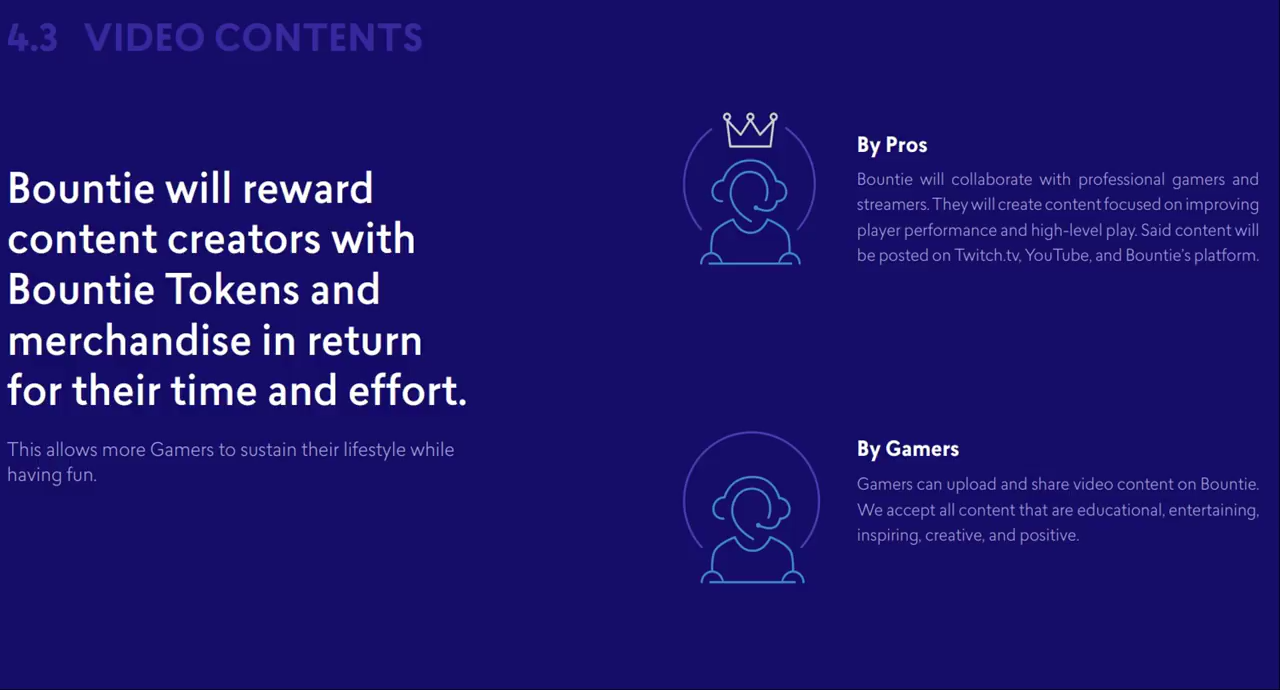 4.3 VIDEO CONTENTS
Bountie will reward
content creators with
Bountie Tokens and
merchandise in return
for their time and effort.
This allows more Gamers to sustain their lifestyle while
having fun.
By Pros
Bountie will collaborate with professional gamers and
streamers. They will create content focused on improving
player performance and high-level play. Said content will
be posted on Twitch.tv, YouTube, and Bountie's platform.
By Gamers
Gamers can upload and share video content on Bountie.
We accept all content that are educational, entertaining,
inspiring, creative, and positive.